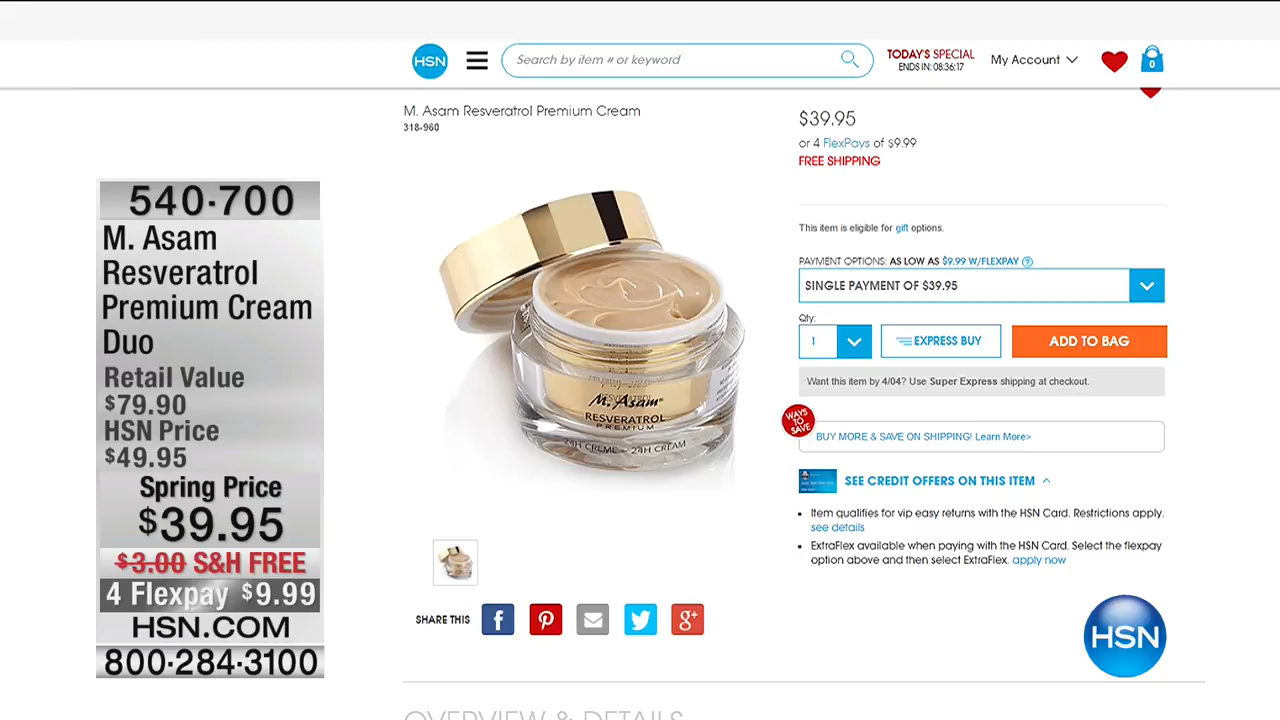 HSN
Search by item # or keyword
TODAY'S SPECIAL
ENDS IN: 08:36:17
My Account
0
M. Asam Resveratrol Premium Cream
318-960
$39.95
or 4 FlexPays of $9.99
FREE SHIPPING
This item is eligible for gift options.
PAYMENT OPTIONS: AS LOW AS $9.99 W/FLEXPAY ?
SINGLE PAYMENT OF $39.95
Qty:
1
EXPRESS BUY
ADD TO BAG
Want this item by 4/04? Use Super Express shipping at checkout.
WAYS
TO
SAVE
BUY MORE & SAVE ON SHIPPING! Learn More>
SEE CREDIT OFFERS ON THIS ITEM
Item qualifies for vip easy returns with the HSN Card. Restrictions apply.
see details
ExtraFlex available when paying with the HSN Card. Select the flexpay
option above and then select ExtraFlex. apply now
540-700
M. Asam
Resveratrol
Premium Cream
Duo
Retail Value
$79.90
HSN Price
$49.95
Spring Price
$39.95
$3.00 S&H FREE
4 Flexpay $9.99
HSN.COM
800-284-3100
M. Asam®
RESVERATROL
PREMIUM
24H CREME – 24H CREAM
SHARE THIS
f
g+
HSN
OVERVIEW & DETAILS